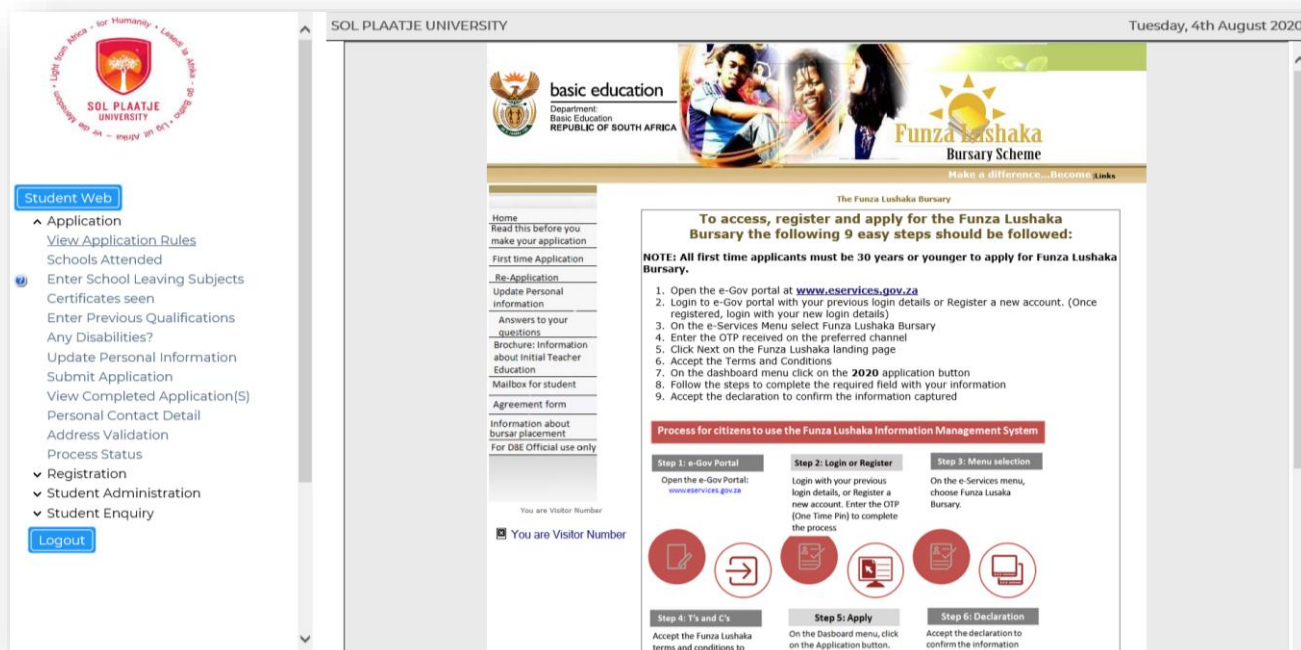 SOL PLAATJE UNIVERSITY
Tuesday, 4th August 2020
SOL PLAATJE
UNIVERSITY
Student Web
Application
View Application Rules
Schools Attended
Enter School Leaving Subjects
Certificates seen
Enter Previous Qualifications
Any Disabilities?
Update Personal Information
Submit Application
View Completed Application(S)
Personal Contact Detail
Address Validation
Process Status
Registration
Student Administration
Student Enquiry
Logout
basic education
Department:
Basic Education
REPUBLIC OF SOUTH AFRICA
Funza Lushaka
Bursary Scheme
Make a difference...Become
Links
Home
Read this before you
make your application
First time Application
Re-Application
Update Personal
information
Answers to your
questions
Brochure: Information
about Initial Teacher
Education
Mailbox for student
Agreement form
Information about
bursar placement
For DBE Official use only
You are Visitor Number
You are Visitor Number
The Funza Lushaka Bursary
To access, register and apply for the Funza Lushaka
Bursary the following 9 easy steps should be followed:
NOTE: All first time applicants must be 30 years or younger to apply for Funza Lushaka
Bursary.
1. Open the e-Gov portal at www.eservices.gov.za
2. Login to e-Gov portal with your previous login details or Register a new account. (Once
registered, login with your new login details)
3. On the e-Services Menu select Funza Lushaka Bursary
4. Enter the OTP received on the preferred channel
5. Click Next on the Funza Lushaka landing page
6. Accept the Terms and Conditions
7. On the dashboard menu click on the 2020 application button
8. Follow the steps to complete the required field with your information
9. Accept the declaration to confirm the information captured
Process for citizens to use the Funza Lushaka Information Management System
Step 1: e-Gov Portal
Open the e-Gov Portal:
www.eservices.gov.za
Step 2: Login or Register
Login with your previous
login details, or Register a
new account. Enter the OTP
(One Time Pin) to complete
the process
Step 3: Menu selection
On the e-Services menu,
choose Funza Lusaka
Bursary.
Step 4: T's and C's
Accept the Funza Lushaka
terms and conditions to
Step 5: Apply
On the Dasboard menu, click
on the Application button.
Step 6: Declaration
Accept the declaration to
confirm the information